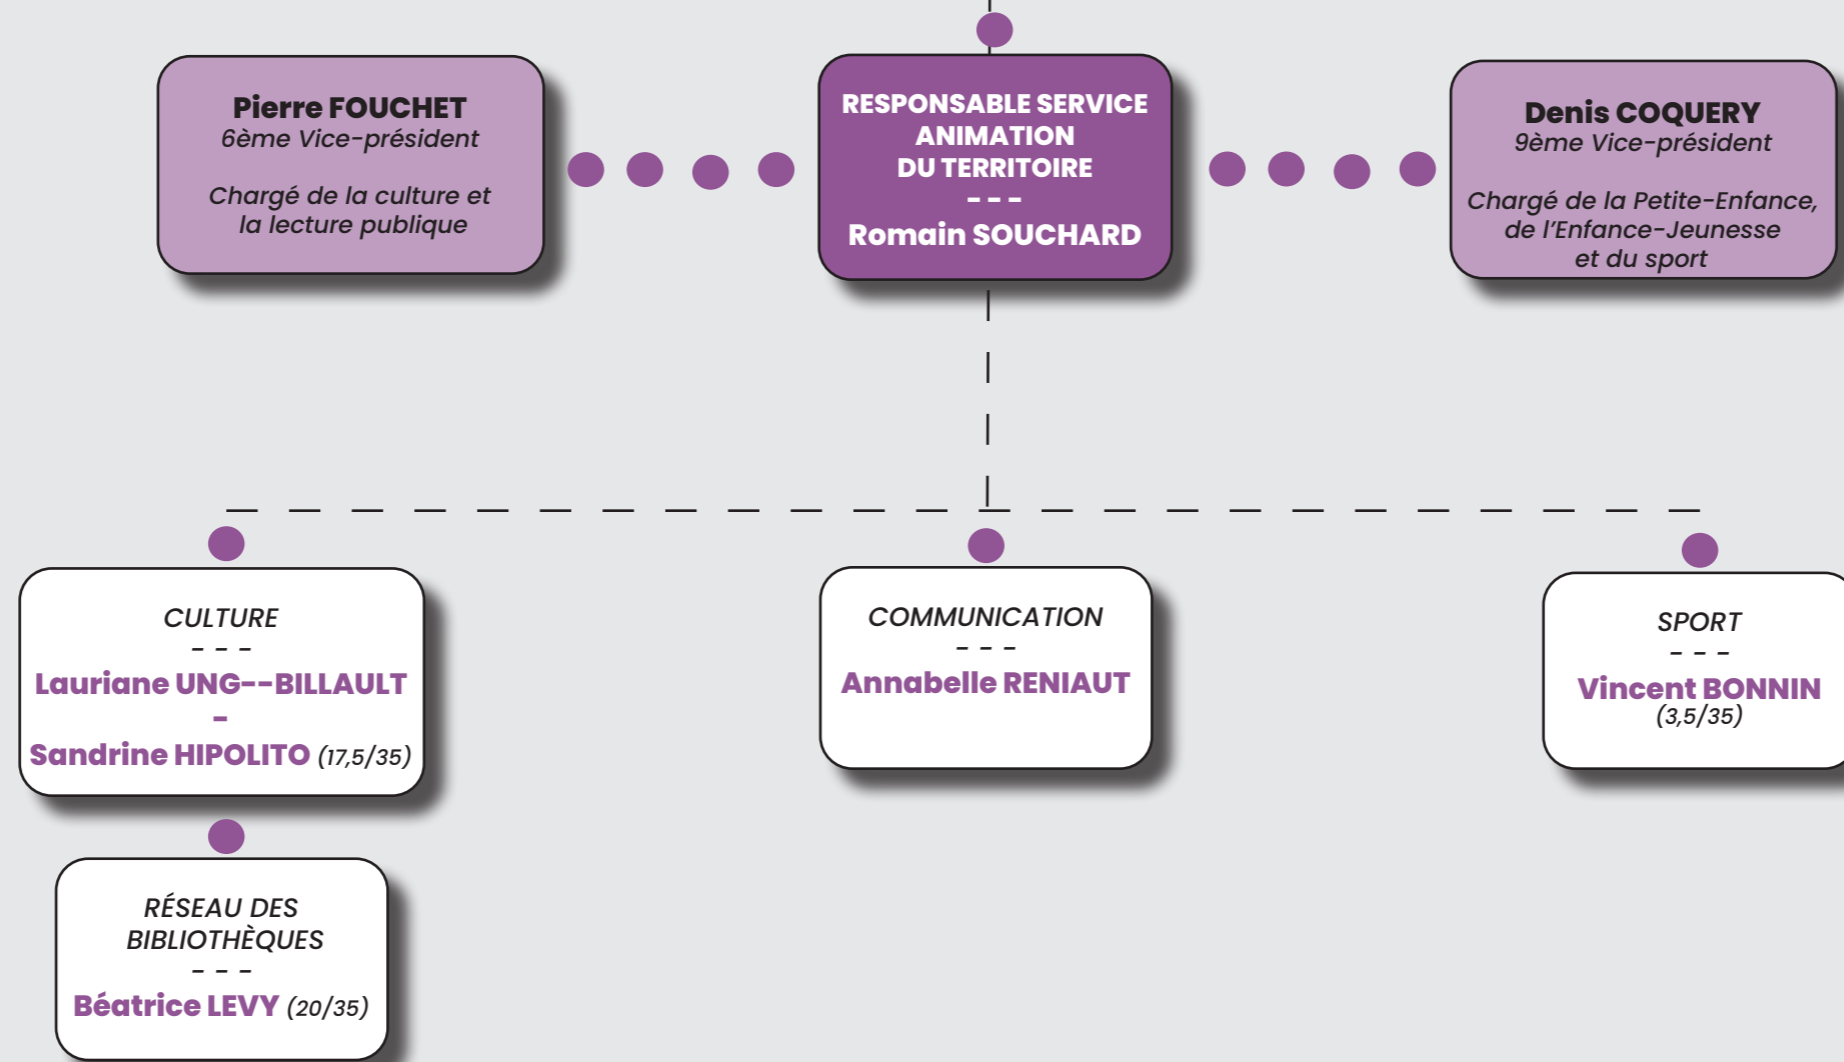 Pierre FOUCHET
6ème Vice-président
Chargé de la culture et
la lecture publique
RESPONSABLE SERVICE
ANIMATION
DU TERRITOIRE
---
Romain SOUCHARD
Denis COQUERY
9ème Vice-président
Chargé de la Petite-Enfance,
de l'Enfance-Jeunesse
et du sport
CULTURE
---
Lauriane UNG--BILLAULT
-
Sandrine HIPOLITO (17,5/35)
COMMUNICATION
---
Annabelle RENIAUT
SPORT
---
Vincent BONNIN
(3,5/35)
RÉSEAU DES
BIBLIOTHÈQUES
---
Béatrice LEVY (20/35)